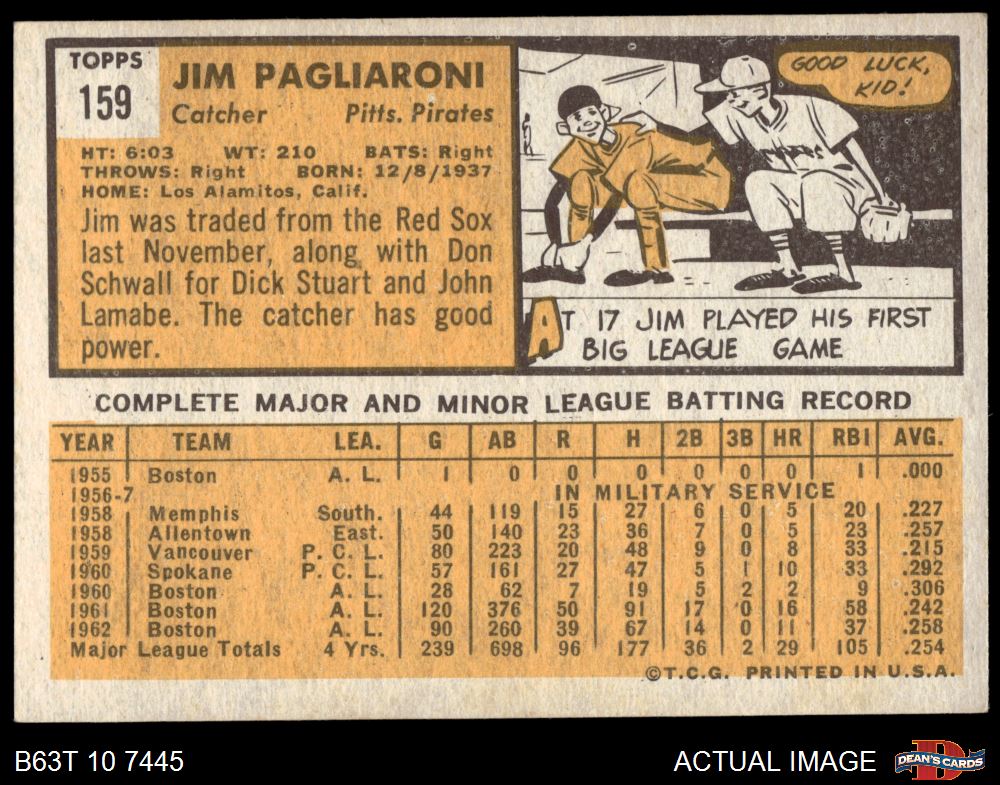 TOPPS
159
JIM PAGLIARONI
Catcher Pitts. Pirates
HT: 6:03 WT: 210 BATS: Right
THROWS: Right BORN: 12/8/1937
HOME: Los Alamitos, Calif.
Jim was traded from the Red Sox
last November, along with Don
Schwall for Dick Stuart and John
Lamabe. The catcher has good
power.
GOOD LUCK,
KID!
AT 17 JIM PLAYED HIS FIRST
BIG LEAGUE GAME
COMPLETE MAJOR AND MINOR LEAGUE BATTING RECORD
YEAR TEAM LEA. G AB R H 2B 3B HR RBI AVG.
1955 Boston A. L. 1 0 0 0 0 0 0 1 .000
1956-7 IN MILITARY SERVICE
1958 Memphis South. 44 119 15 27 6 0 5 20 .227
1958 Allentown East. 50 140 23 36 7 0 5 23 .257
1959 Vancouver P. C. L. 80 223 20 48 9 0 8 33 .215
1960 Spokane P. C. L. 57 161 27 47 5 1 10 33 .292
1960 Boston A. L. 28 62 7 19 5 2 2 9 .306
1961 Boston A. L. 120 376 50 91 17 0 16 58 .242
1962 Boston A. L. 90 260 39 67 14 0 11 37 .258
Major League Totals 4 Yrs. 239 698 96 177 36 2 29 105 .254
©T.C.G. PRINTED IN U.S.A.
B63T 10 7445
ACTUAL IMAGE
DEAN'S CARDS